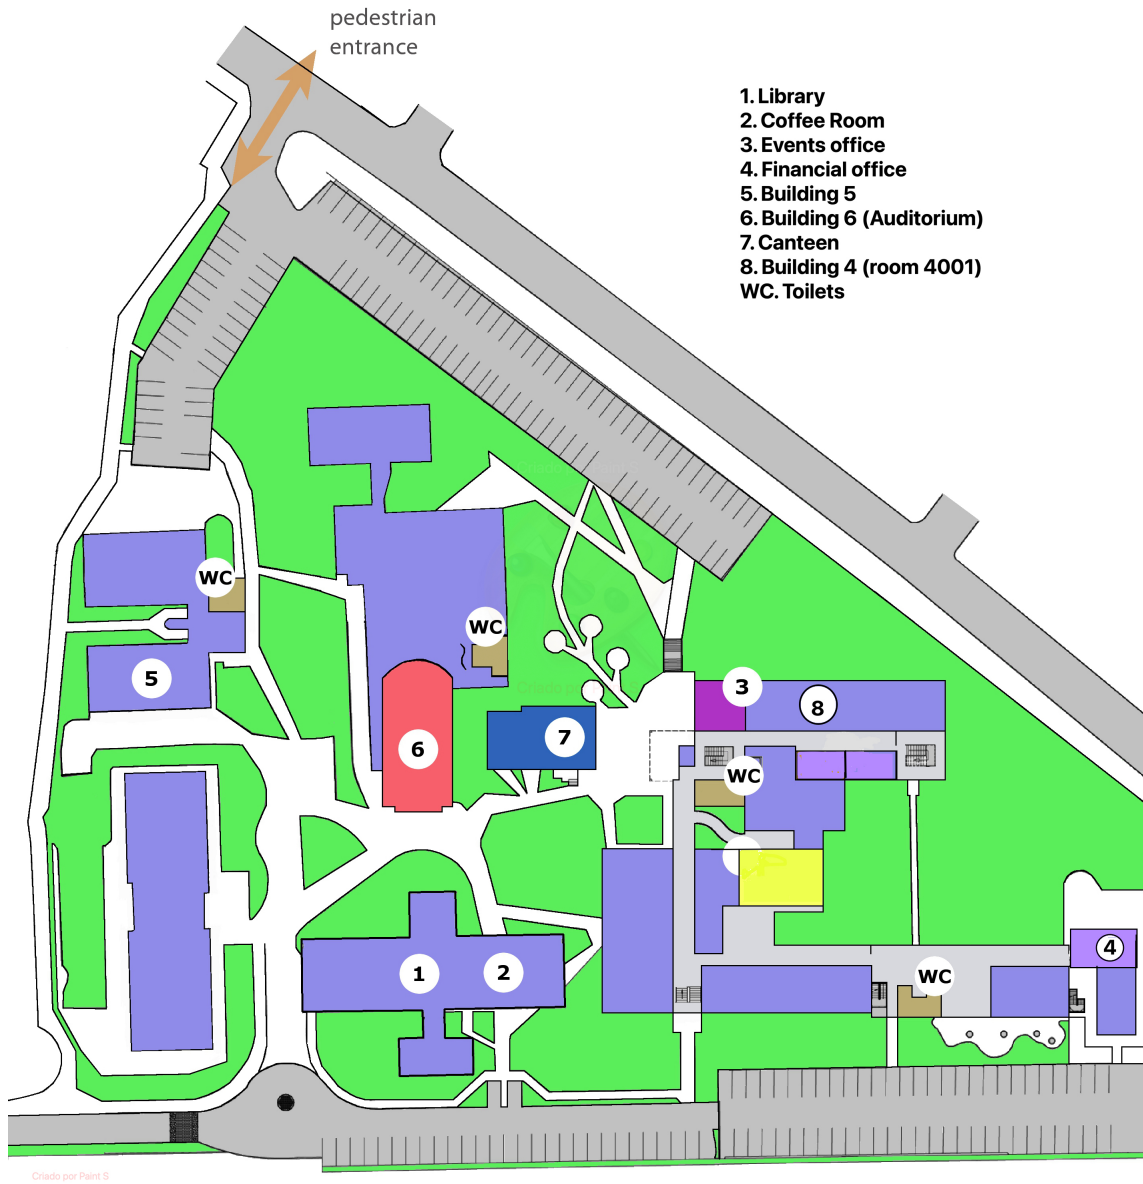 pedestrian
entrance
1. Library
2. Coffee Room
3. Events office
4. Financial office
5. Building 5
6. Building 6 (Auditorium)
7. Canteen
8. Building 4 (room 4001)
WC. Toilets
WC
WC
5
3
8
6
7
WC
1
2
4
WC
Criado por Paint S